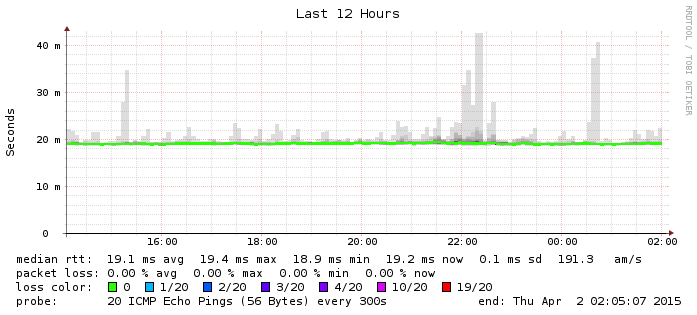 Last 12 Hours
RRDTOOL / TOBI OETIKER
Seconds
40 m
30 m
20 m
10 m
0
16:00 18:00 20:00 22:00 00:00 02:00
median rtt: 19.1 ms avg 19.4 ms max 18.9 ms min 19.2 ms now 0.1 ms sd 191.3 am/s
packet loss: 0.00 % avg 0.00 % max 0.00 % min 0.00 % now
loss color: 0 1/20 2/20 3/20 4/20 10/20 19/20
probe: 20 ICMP Echo Pings (56 Bytes) every 300s end: Thu Apr 2 02:05:07 2015